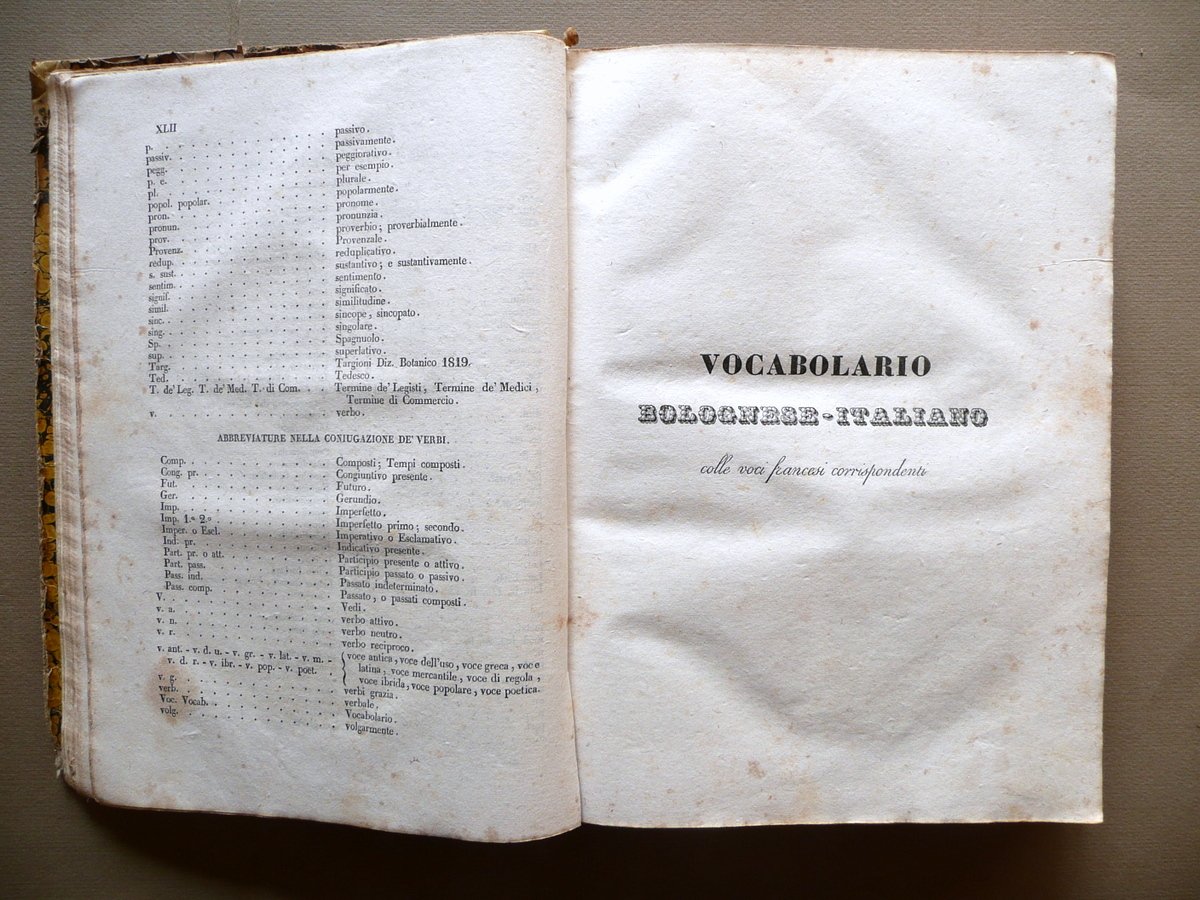 XLII
p. . . . . . . . . . . . passivo.
passiv. . . . . . . . . . . . passivamente.
pegg. . . . . . . . . . . . peggiorativo.
p. e. . . . . . . . . . . . per esempio.
pl. . . . . . . . . . . . plurale.
popol. popolar. . . . . . . . . . popolarmente.
pron. . . . . . . . . . . . pronome.
pronun. . . . . . . . . . . . pronunzia.
prov. . . . . . . . . . . . proverbio; proverbialmente.
Provenz. . . . . . . . . . . . Provenzale.
redup. . . . . . . . . . . . reduplicativo.
s. sust. . . . . . . . . . . . sustantivo; e sustantivamente.
sentim. . . . . . . . . . . . sentimento.
signif. . . . . . . . . . . . significato.
simil. . . . . . . . . . . . similitudine.
sinc. . . . . . . . . . . . sincope, sincopato.
sing. . . . . . . . . . . . singolare.
Sp. . . . . . . . . . . . Spagnuolo.
sup. . . . . . . . . . . . superlativo.
Targ. . . . . . . . . . . . Targioni Diz. Botanico 1819.
Ted. . . . . . . . . . . . Tedesco.
T. de' Leg. T. de' Med. T. di Com. . . Termine de' Legisti, Termine de' Medici,
Termine di Commercio.
v. . . . . . . . . . . . verbo.
ABBREVIATURE NELLA CONIUGAZIONE DE' VERBI.
Comp. . . . . . . . . . . . Composti; Tempi composti.
Cong. pr. . . . . . . . . . . . Congiuntivo presente.
Fut. . . . . . . . . . . . Futuro.
Ger. . . . . . . . . . . . Gerundio.
Imp. . . . . . . . . . . . Imperfetto.
Imp. 1.o 2.o . . . . . . . . . . Imperfetto primo; secondo.
Imper. o Escl. . . . . . . . . . . Imperativo o Esclamativo.
Ind. pr. . . . . . . . . . . . Indicativo presente.
Part. pr. o att. . . . . . . . . . Participio presente o attivo.
Part. pass. . . . . . . . . . . Participio passato o passivo.
Pass. ind. . . . . . . . . . . Passato indeterminato.
Pass. comp. . . . . . . . . . . Passato, o passati composti.
V. . . . . . . . . . . . Vedi.
v. a. . . . . . . . . . . . verbo attivo.
v. n. . . . . . . . . . . . verbo neutro.
v. r. . . . . . . . . . . . verbo reciproco.
v. ant. - v. d. u. - v. gr. - v. lat. - v. m. - { voce antica, voce dell'uso, voce greca, voce
v. d. r. - v. ibr. - v. pop. - v. poet. latina, voce mercantile, voce di regola,
voce ibrida, voce popolare, voce poetica.
v. g. . . . . . . . . . . . verbi grazia.
verb. . . . . . . . . . . . verbale.
Voc. Vocab. . . . . . . . . . . Vocabolario.
volg. . . . . . . . . . . . volgarmente.
VOCABOLARIO
BOLOGNESE-ITALIANO
colle voci francesi corrispondenti